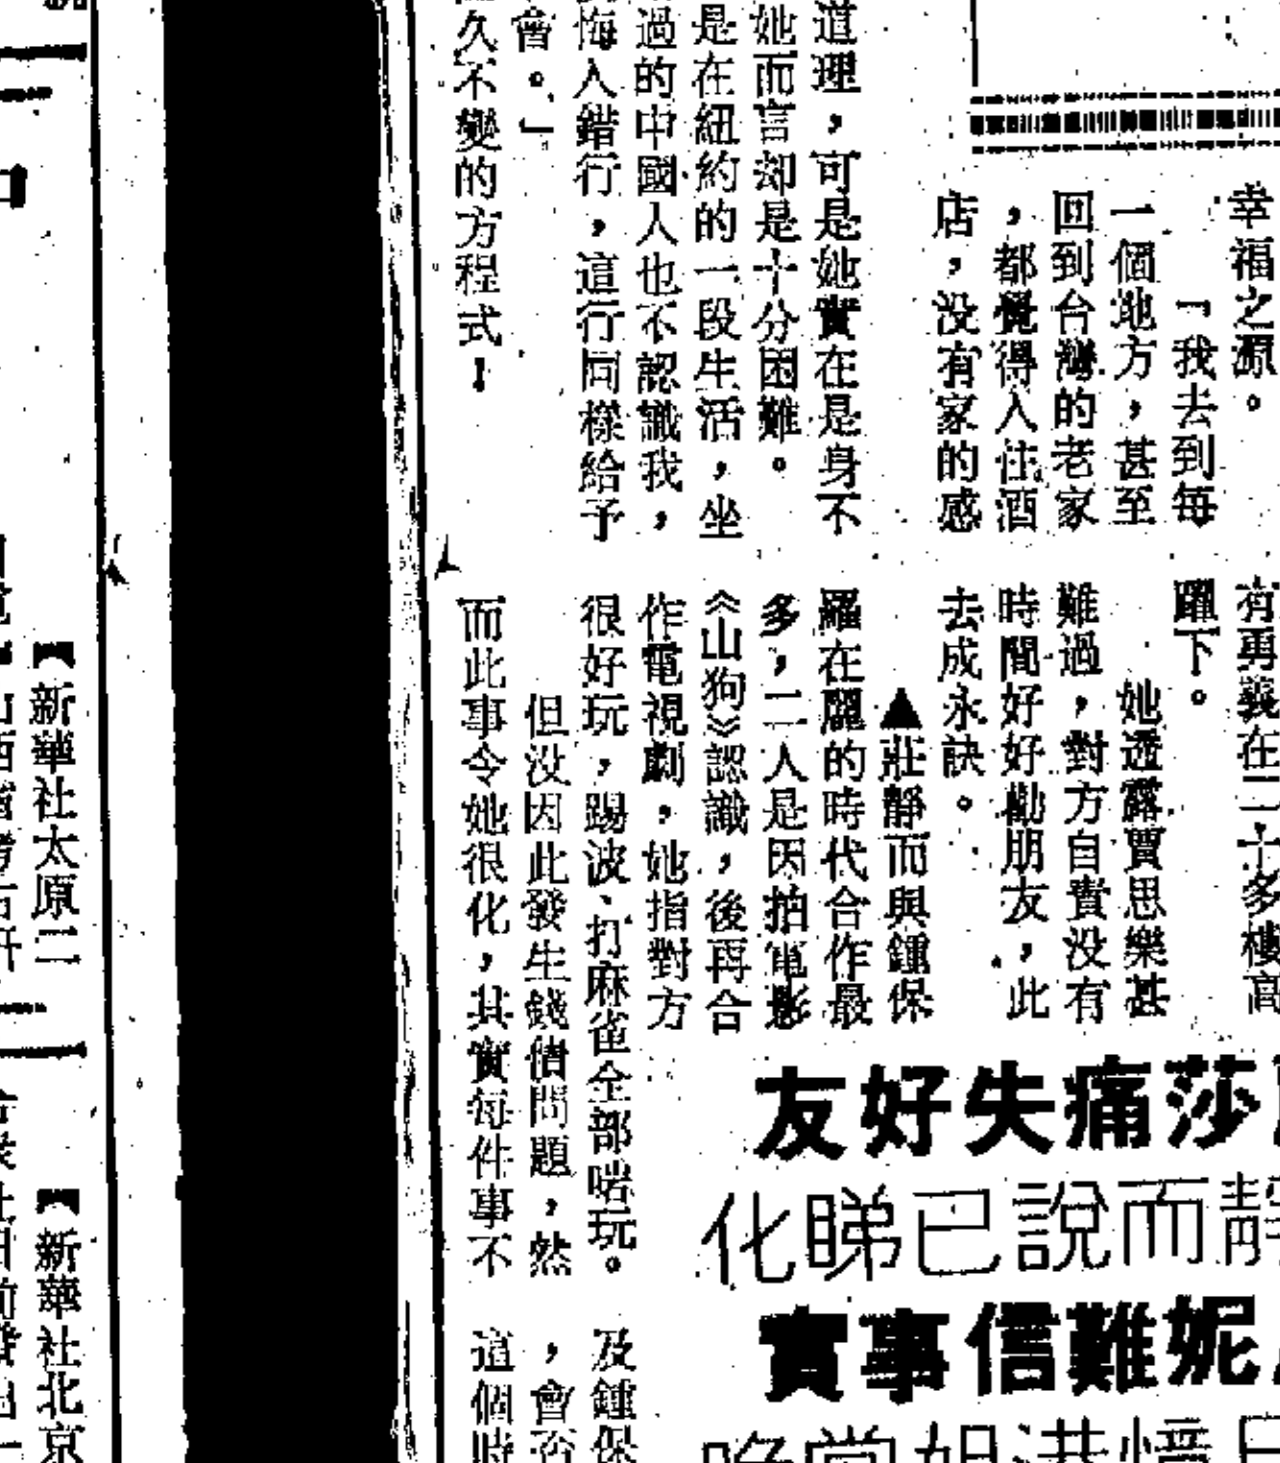 幸福之源。
「我去到每
一個地方，甚至
回到台灣的老家
，都覺得入住酒
店，没有家的感
道理，可是她實在是身不
她而言却是十分困難。
是在紐約的一段生活，坐
過的中國人也不認識我，
悔入錯行，這行同樣給予
會。」
久不變的方程式！
有勇義在二十多樓高
躍下。
她透露賈思樂甚
難過，對方自責没有
時間好好勸朋友，此
去成永訣。
▲莊靜而與鍾保
羅在麗的時代合作最
多，二人是因拍電影
《山狗》認識，後再合
作電視劇，她指對方
很好玩，踢波、打麻雀全部啱玩。
但没因此發生錢債問題，然
而此事令她很化，其實每件事不
莎痛失好友
靜而說已睇化
妮難信事實
及鍾保
，會否
這個時
【新華社太原二
【新華社北京